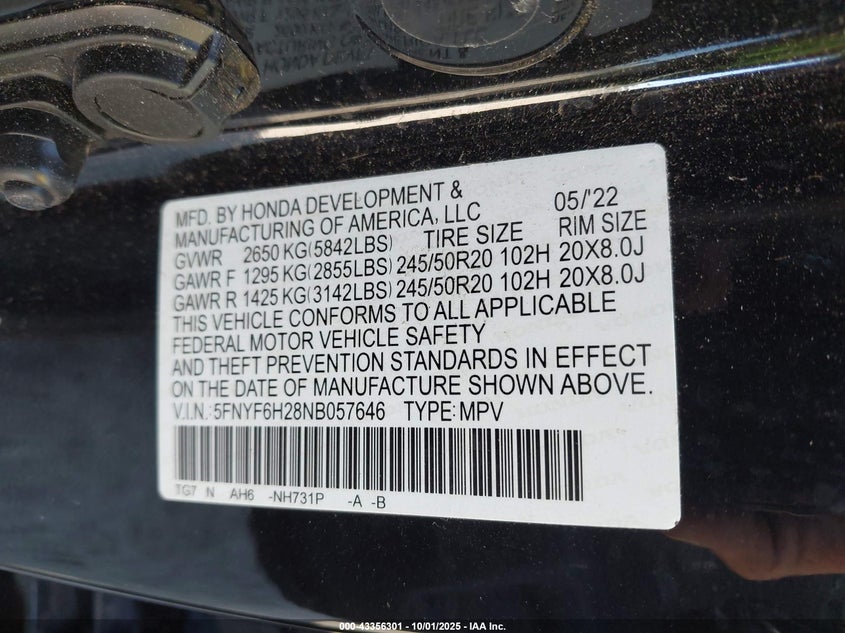 MFD. BY HONDA DEVELOPMENT & 05/'22
MANUFACTURING OF AMERICA, LLC
GVWR 2650 KG(5842LBS) TIRE SIZE RIM SIZE
GAWR F 1295 KG(2855LBS) 245/50R20 102H 20X8.0J
GAWR R 1425 KG(3142LBS) 245/50R20 102H 20X8.0J
THIS VEHICLE CONFORMS TO ALL APPLICABLE
FEDERAL MOTOR VEHICLE SAFETY
AND THEFT PREVENTION STANDARDS IN EFFECT
ON THE DATE OF MANUFACTURE SHOWN ABOVE.
V.I.N.:5FNYF6H28NB057646 TYPE:MPV
TG7 N AH6 -NH731P -A -B
000-43356301 - 10/01/2025 - IAA Inc.